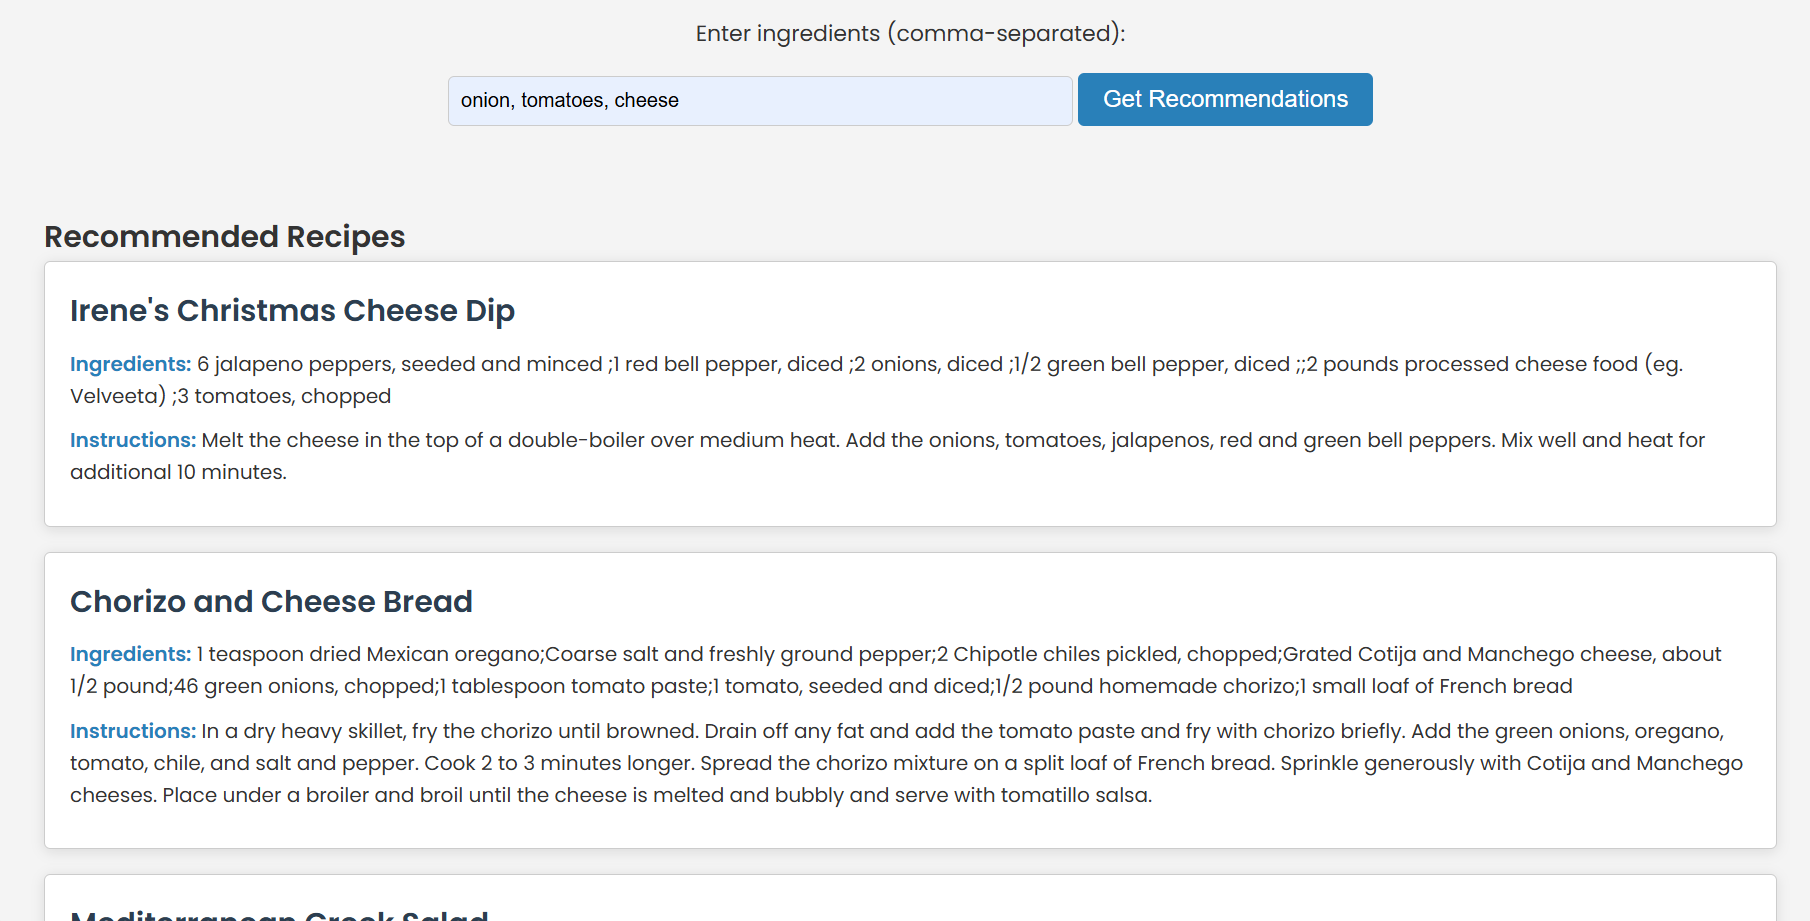 Enter ingredients (comma-separated):
onion, tomatoes, cheese
Get Recommendations
Recommended Recipes
Irene's Christmas Cheese Dip
Ingredients: 6 jalapeno peppers, seeded and minced ;1 red bell pepper, diced ;2 onions, diced ;1/2 green bell pepper, diced ;;2 pounds processed cheese food (eg.
Velveeta) ;3 tomatoes, chopped
Instructions: Melt the cheese in the top of a double-boiler over medium heat. Add the onions, tomatoes, jalapenos, red and green bell peppers. Mix well and heat for
additional 10 minutes.
Chorizo and Cheese Bread
Ingredients: 1 teaspoon dried Mexican oregano;Coarse salt and freshly ground pepper;2 Chipotle chiles pickled, chopped;Grated Cotija and Manchego cheese, about
1/2 pound;46 green onions, chopped;1 tablespoon tomato paste;1 tomato, seeded and diced;1/2 pound homemade chorizo;1 small loaf of French bread
Instructions: In a dry heavy skillet, fry the chorizo until browned. Drain off any fat and add the tomato paste and fry with chorizo briefly. Add the green onions, oregano,
tomato, chile, and salt and pepper. Cook 2 to 3 minutes longer. Spread the chorizo mixture on a split loaf of French bread. Sprinkle generously with Cotija and Manchego
cheeses. Place under a broiler and broil until the cheese is melted and bubbly and serve with tomatillo salsa.
Mediterranean Greek Salad